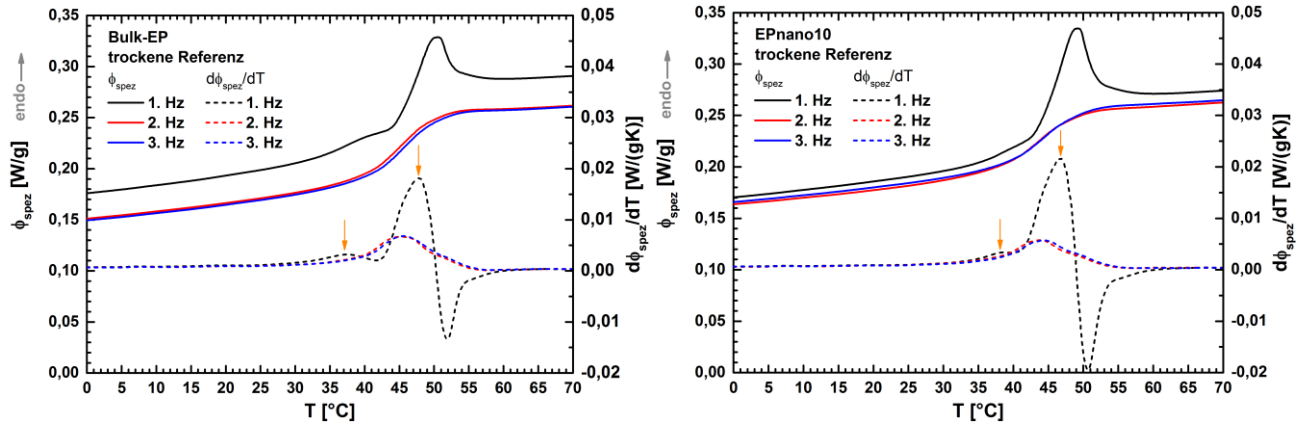 Bulk-EP
trockene Referenz
ϕspez dϕspez/dT
1. Hz 1. Hz
2. Hz 2. Hz
3. Hz 3. Hz
endo
ϕspez [W/g]
0,35
0,30
0,25
0,20
0,15
0,10
0,05
0,00
0 5 10 15 20 25 30 35 40 45 50 55 60 65 70
T [°C]
0,05
0,04
0,03
0,02
0,01
0,00
-0,01
-0,02
dϕspez/dT [W/(gK)]
EPnano10
trockene Referenz
ϕspez dϕspez/dT
1. Hz 1. Hz
2. Hz 2. Hz
3. Hz 3. Hz
endo
ϕspez [W/g]
0,35
0,30
0,25
0,20
0,15
0,10
0,05
0,00
0 5 10 15 20 25 30 35 40 45 50 55 60 65 70
T [°C]
0,05
0,04
0,03
0,02
0,01
0,00
-0,01
-0,02
dϕspez/dT [W/(gK)]